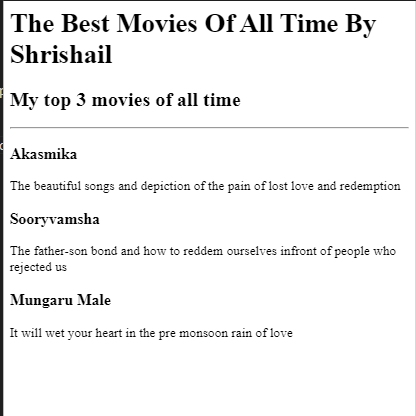 The Best Movies Of All Time By
Shrishail
My top 3 movies of all time
Akasmika
The beautiful songs and depiction of the pain of lost love and redemption
Sooryvamsha
The father-son bond and how to reddem ourselves infront of people who
rejected us
Mungaru Male
It will wet your heart in the pre monsoon rain of love